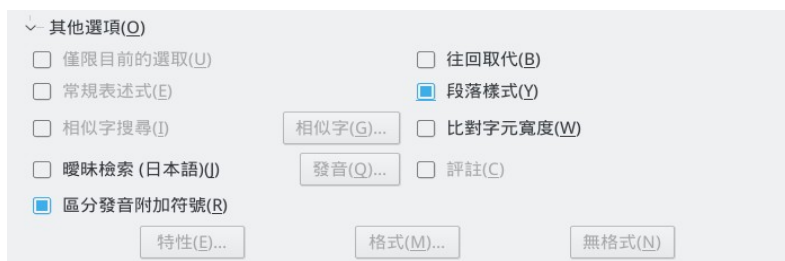 其他選項(O)
僅限目前的選取(U) 往回取代(B)
常規表述式(E) 段落樣式(Y)
相似字搜尋(I) 相似字(G)... 比對字元寬度(W)
曖昧檢索 (日本語)(J) 發音(Q)... 評註(C)
區分發音附加符號(R)
特性(E)... 格式(M)... 無格式(N)